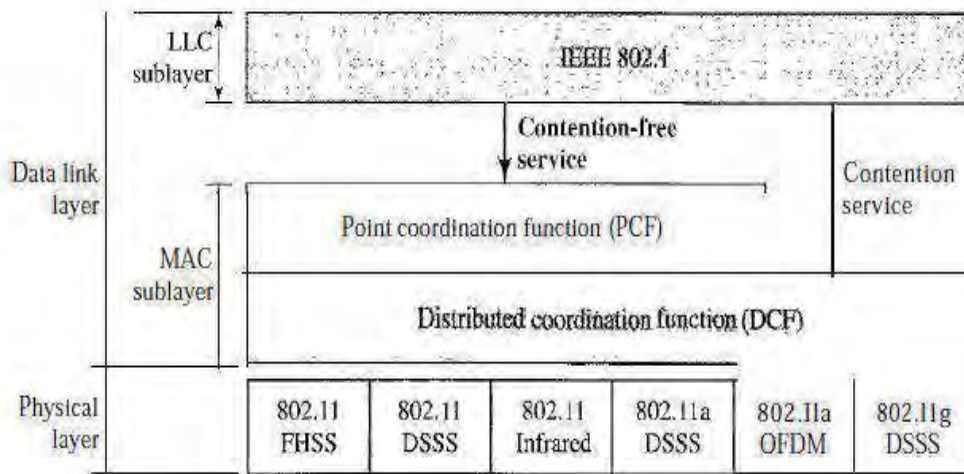 LLC
sublayer
IEEE 802.1
Contention-free
service
Data link
layer
Contention
service
Point coordination function (PCF)
MAC
sublayer
Distributed coordination function (DCF)
Physical
layer
802.11
FHSS
802.11
DSSS
802.11
Infrared
802.11a
DSSS
802.11a
OFDM
802.11g
DSSS